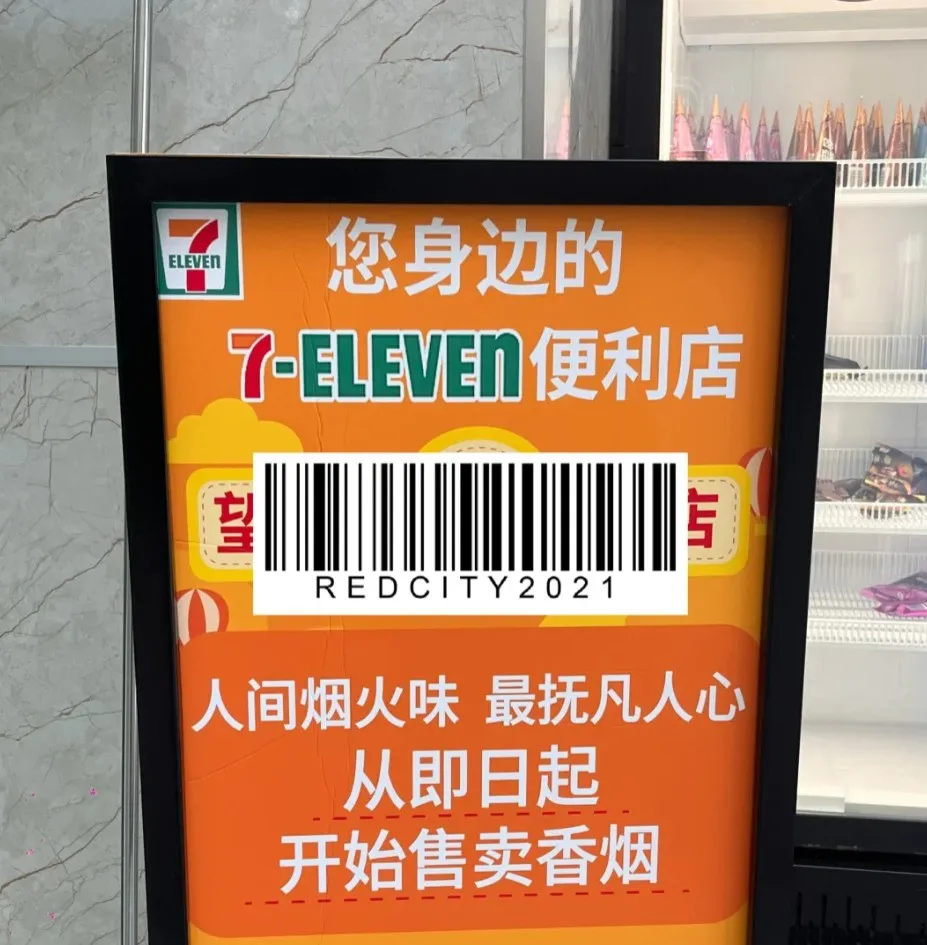 7
ELEVEN
您身边的
7-ELEVEN便利店
望 店
REDCITY2021
人间烟火味 最抚凡人心
从即日起
开始售卖香烟